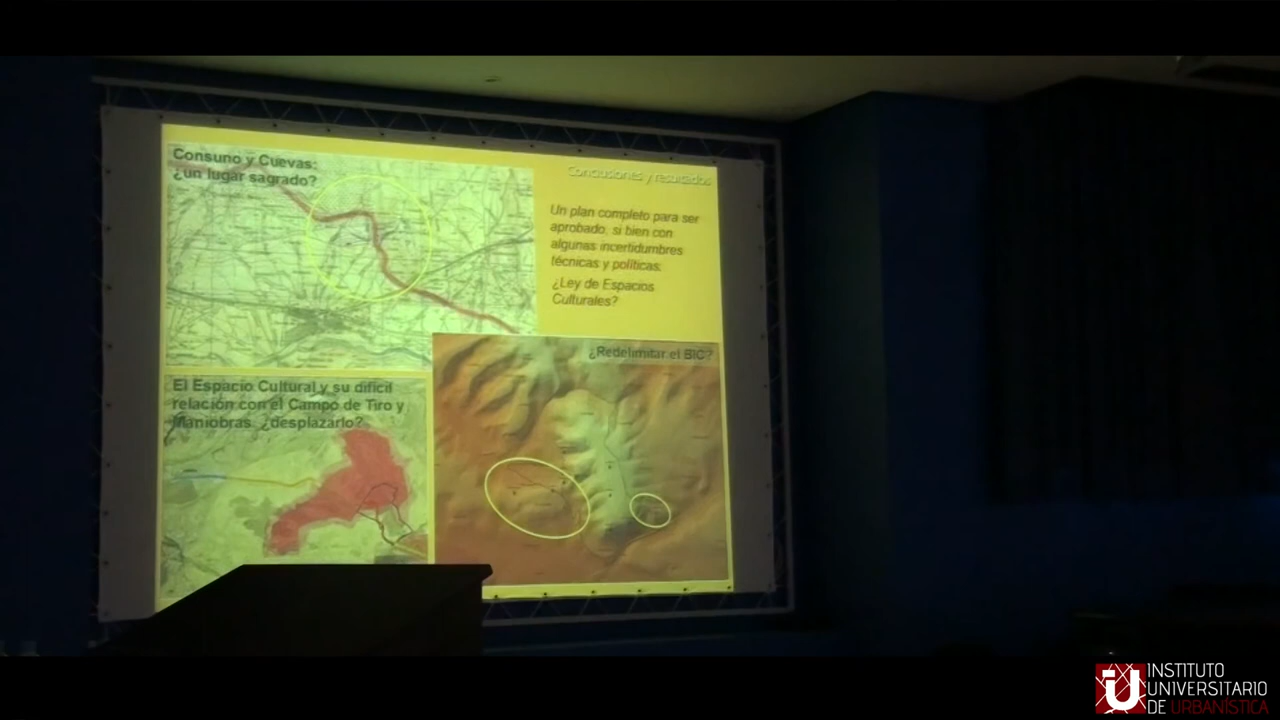 Consuno y Cuevas:
¿un lugar sagrado?
Conclusiones y resultados
Un plan completo para ser
aprobado, si bien con
algunas incertidumbres
técnicas y políticas;
¿Ley de Espacios
Culturales?
¿Redelimitar el BIC?
El Espacio Cultural y su difícil
relación con el Campo de Tiro y
Maniobras: ¿desplazarlo?
INSTITUTO
UNIVERSITARIO
DE URBANÍSTICA